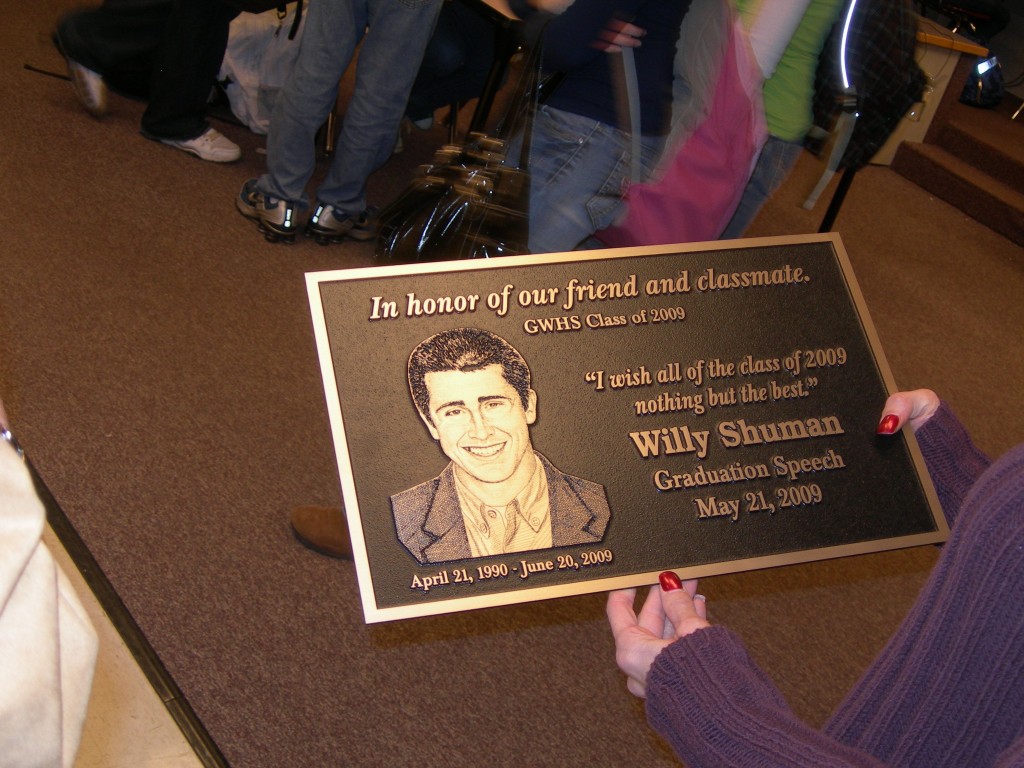 In honor of our friend and classmate.
GWHS Class of 2009
"I wish all of the class of 2009
nothing but the best."
Willy Shuman
Graduation Speech
May 21, 2009
April 21, 1990 - June 20, 2009